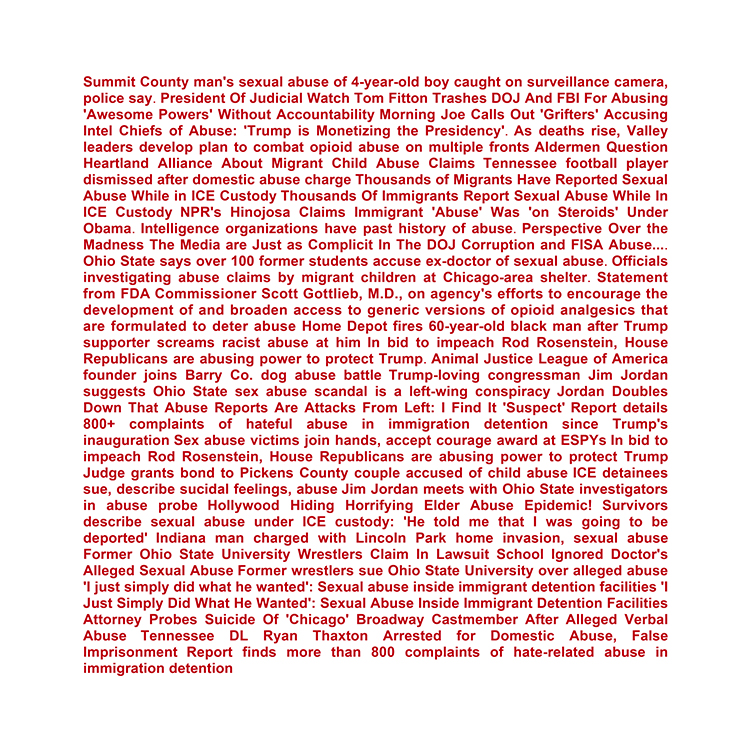 Summit County man's sexual abuse of 4-year-old boy caught on surveillance camera,
police say. President Of Judicial Watch Tom Fitton Trashes DOJ And FBI For Abusing
'Awesome Powers' Without Accountability Morning Joe Calls Out 'Grifters' Accusing
Intel Chiefs of Abuse: 'Trump is Monetizing the Presidency'. As deaths rise, Valley
leaders develop plan to combat opioid abuse on multiple fronts Aldermen Question
Heartland Alliance About Migrant Child Abuse Claims Tennessee football player
dismissed after domestic abuse charge Thousands of Migrants Have Reported Sexual
Abuse While in ICE Custody Thousands Of Immigrants Report Sexual Abuse While In
ICE Custody NPR's Hinojosa Claims Immigrant 'Abuse' Was 'on Steroids' Under
Obama. Intelligence organizations have past history of abuse. Perspective Over the
Madness The Media are Just as Complicit In The DOJ Corruption and FISA Abuse....
Ohio State says over 100 former students accuse ex-doctor of sexual abuse. Officials
investigating abuse claims by migrant children at Chicago-area shelter. Statement
from FDA Commissioner Scott Gottlieb, M.D., on agency's efforts to encourage the
development of and broaden access to generic versions of opioid analgesics that
are formulated to deter abuse Home Depot fires 60-year-old black man after Trump
supporter screams racist abuse at him In bid to impeach Rod Rosenstein, House
Republicans are abusing power to protect Trump. Animal Justice League of America
founder joins Barry Co. dog abuse battle Trump-loving congressman Jim Jordan
suggests Ohio State sex abuse scandal is a left-wing conspiracy Jordan Doubles
Down That Abuse Reports Are Attacks From Left: I Find It 'Suspect' Report details
800+ complaints of hateful abuse in immigration detention since Trump's
inauguration Sex abuse victims join hands, accept courage award at ESPYs In bid to
impeach Rod Rosenstein, House Republicans are abusing power to protect Trump
Judge grants bond to Pickens County couple accused of child abuse ICE detainees
sue, describe sucidal feelings, abuse Jim Jordan meets with Ohio State investigators
in abuse probe Hollywood Hiding Horrifying Elder Abuse Epidemic! Survivors
describe sexual abuse under ICE custody: 'He told me that I was going to be
deported' Indiana man charged with Lincoln Park home invasion, sexual abuse
Former Ohio State University Wrestlers Claim In Lawsuit School Ignored Doctor's
Alleged Sexual Abuse Former wrestlers sue Ohio State University over alleged abuse
'I just simply did what he wanted': Sexual abuse inside immigrant detention facilities 'I
Just Simply Did What He Wanted': Sexual Abuse Inside Immigrant Detention Facilities
Attorney Probes Suicide Of 'Chicago' Broadway Castmember After Alleged Verbal
Abuse Tennessee DL Ryan Thaxton Arrested for Domestic Abuse, False
Imprisonment Report finds more than 800 complaints of hate-related abuse in
immigration detention